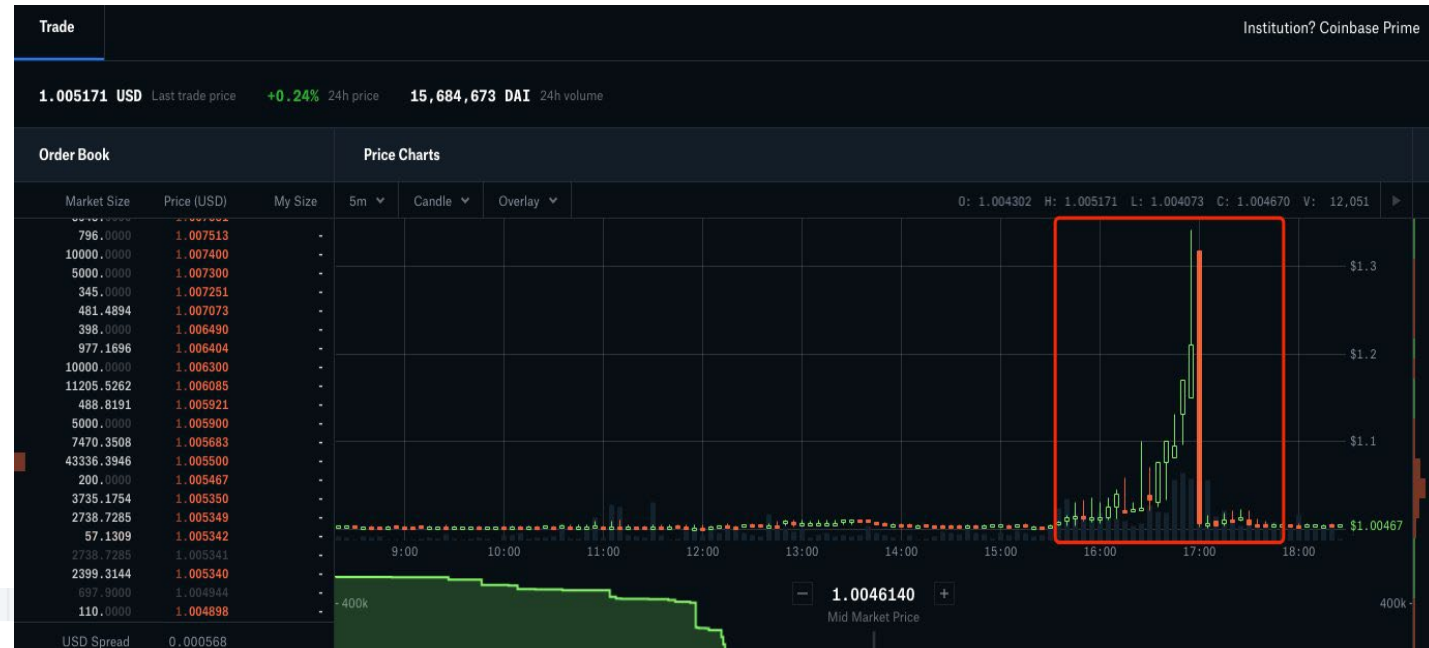 Trade
Institution? Coinbase Prime
1.005171 USD Last trade price +0.24% 24h price 15,684,673 DAI 24h volume
Order Book
Price Charts
Market Size Price (USD) My Size
5m Candle Overlay
O: 1.004302 H: 1.005171 L: 1.004073 C: 1.004670 V: 12,051
796.0000 1.007513 -
10000.0000 1.007400 -
5000.0000 1.007300 -
345.0000 1.007251 -
481.4894 1.007073 -
398.0000 1.006490 -
977.1696 1.006404 -
10000.0000 1.006300 -
11205.5262 1.006085 -
488.8191 1.005921 -
5000.0000 1.005900 -
7470.3508 1.005683 -
43336.3946 1.005500 -
200.0000 1.005467 -
3735.1754 1.005350 -
2738.7285 1.005349 -
57.1309 1.005342 -
2738.7285 1.005341 -
2399.3144 1.005340 -
697.9000 1.004944 -
110.0000 1.004898 -
USD Spread 0.000568
$1.3
$1.2
$1.1
$1.00467
9:00 10:00 11:00 12:00 13:00 14:00 15:00 16:00 17:00 18:00
- 1.0046140 +
Mid Market Price
- 400k
400k -